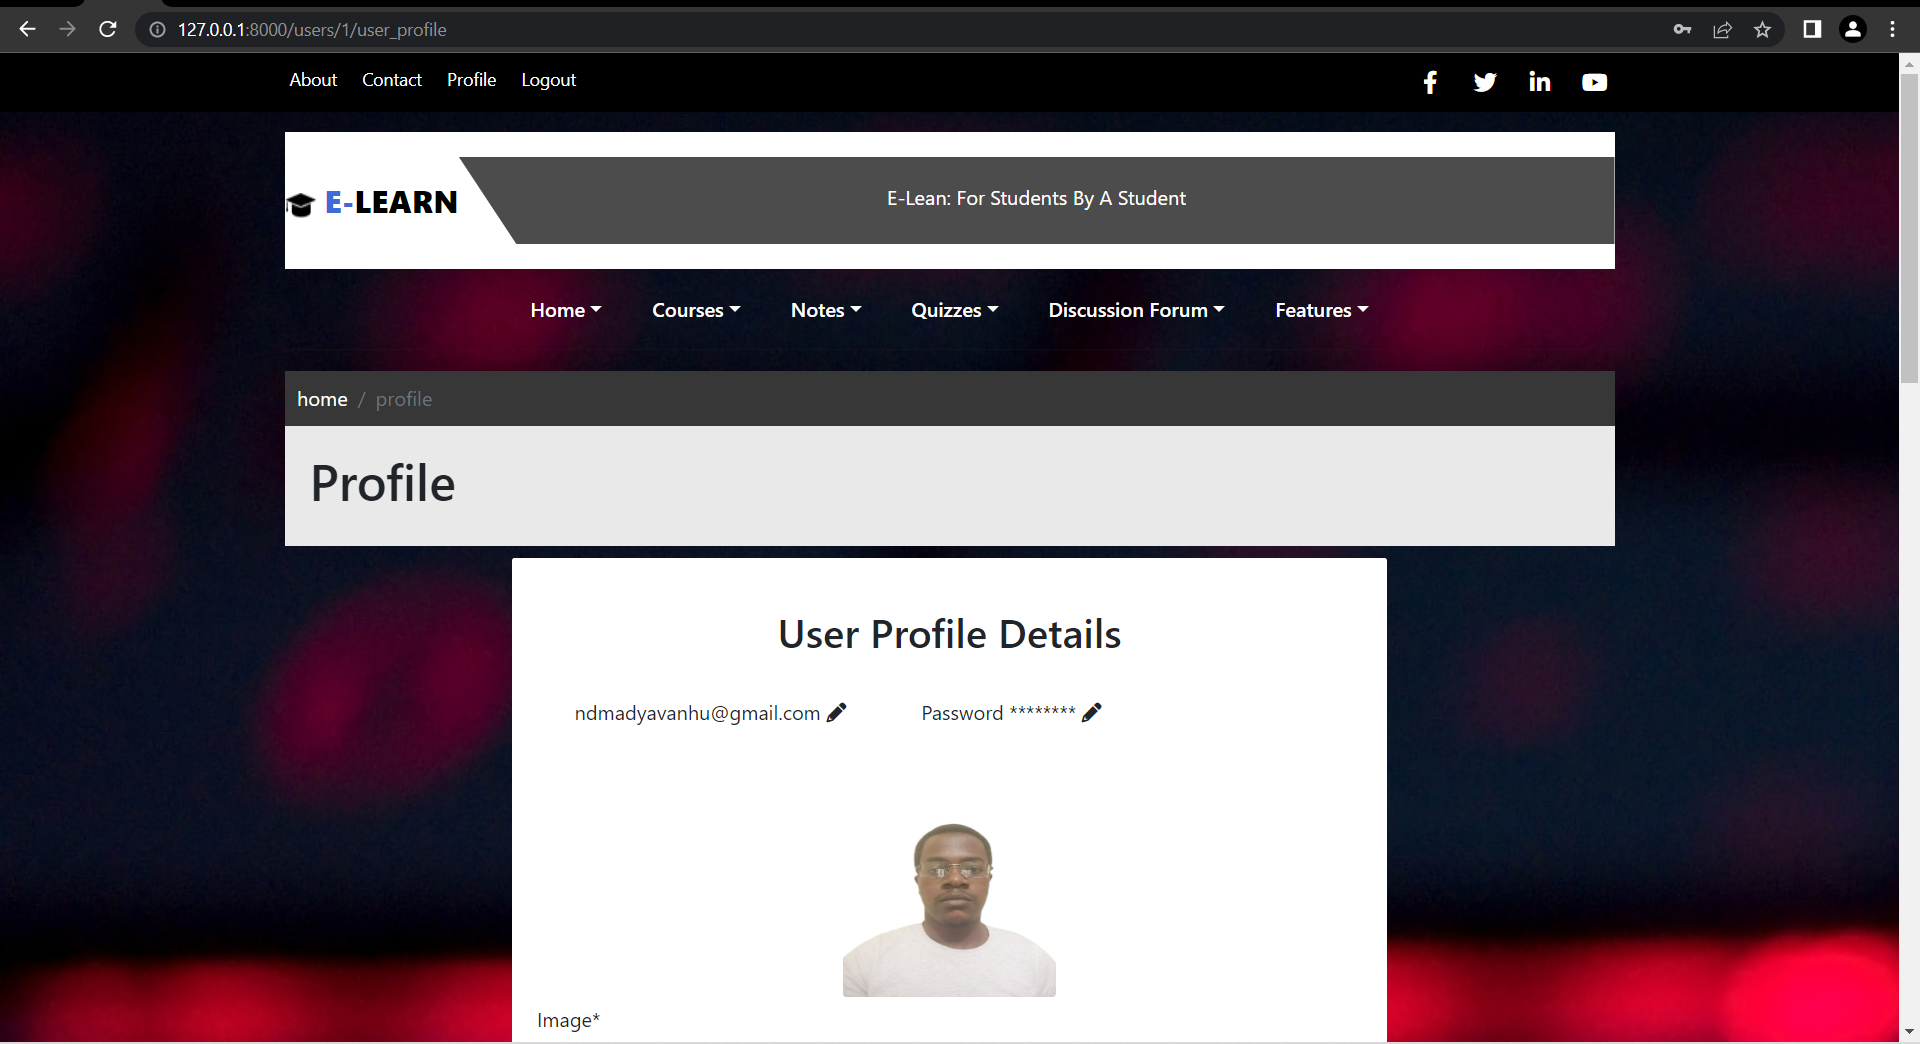 127.0.0.1:8000/users/1/user_profile
About Contact Profile Logout
E-LEARN
E-Lean: For Students By A Student
Home Courses Notes Quizzes Discussion Forum Features
home / profile
Profile
User Profile Details
ndmadyavanhu@gmail.com Password ********
Image*